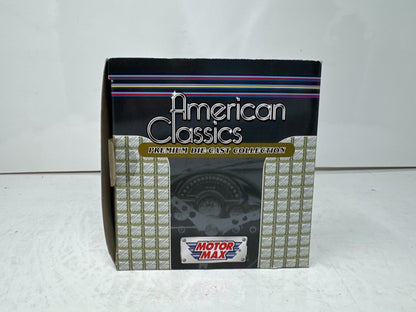 American
Classics
PREMIUM DIE-CAST COLLECTION
MOTOR
MAX